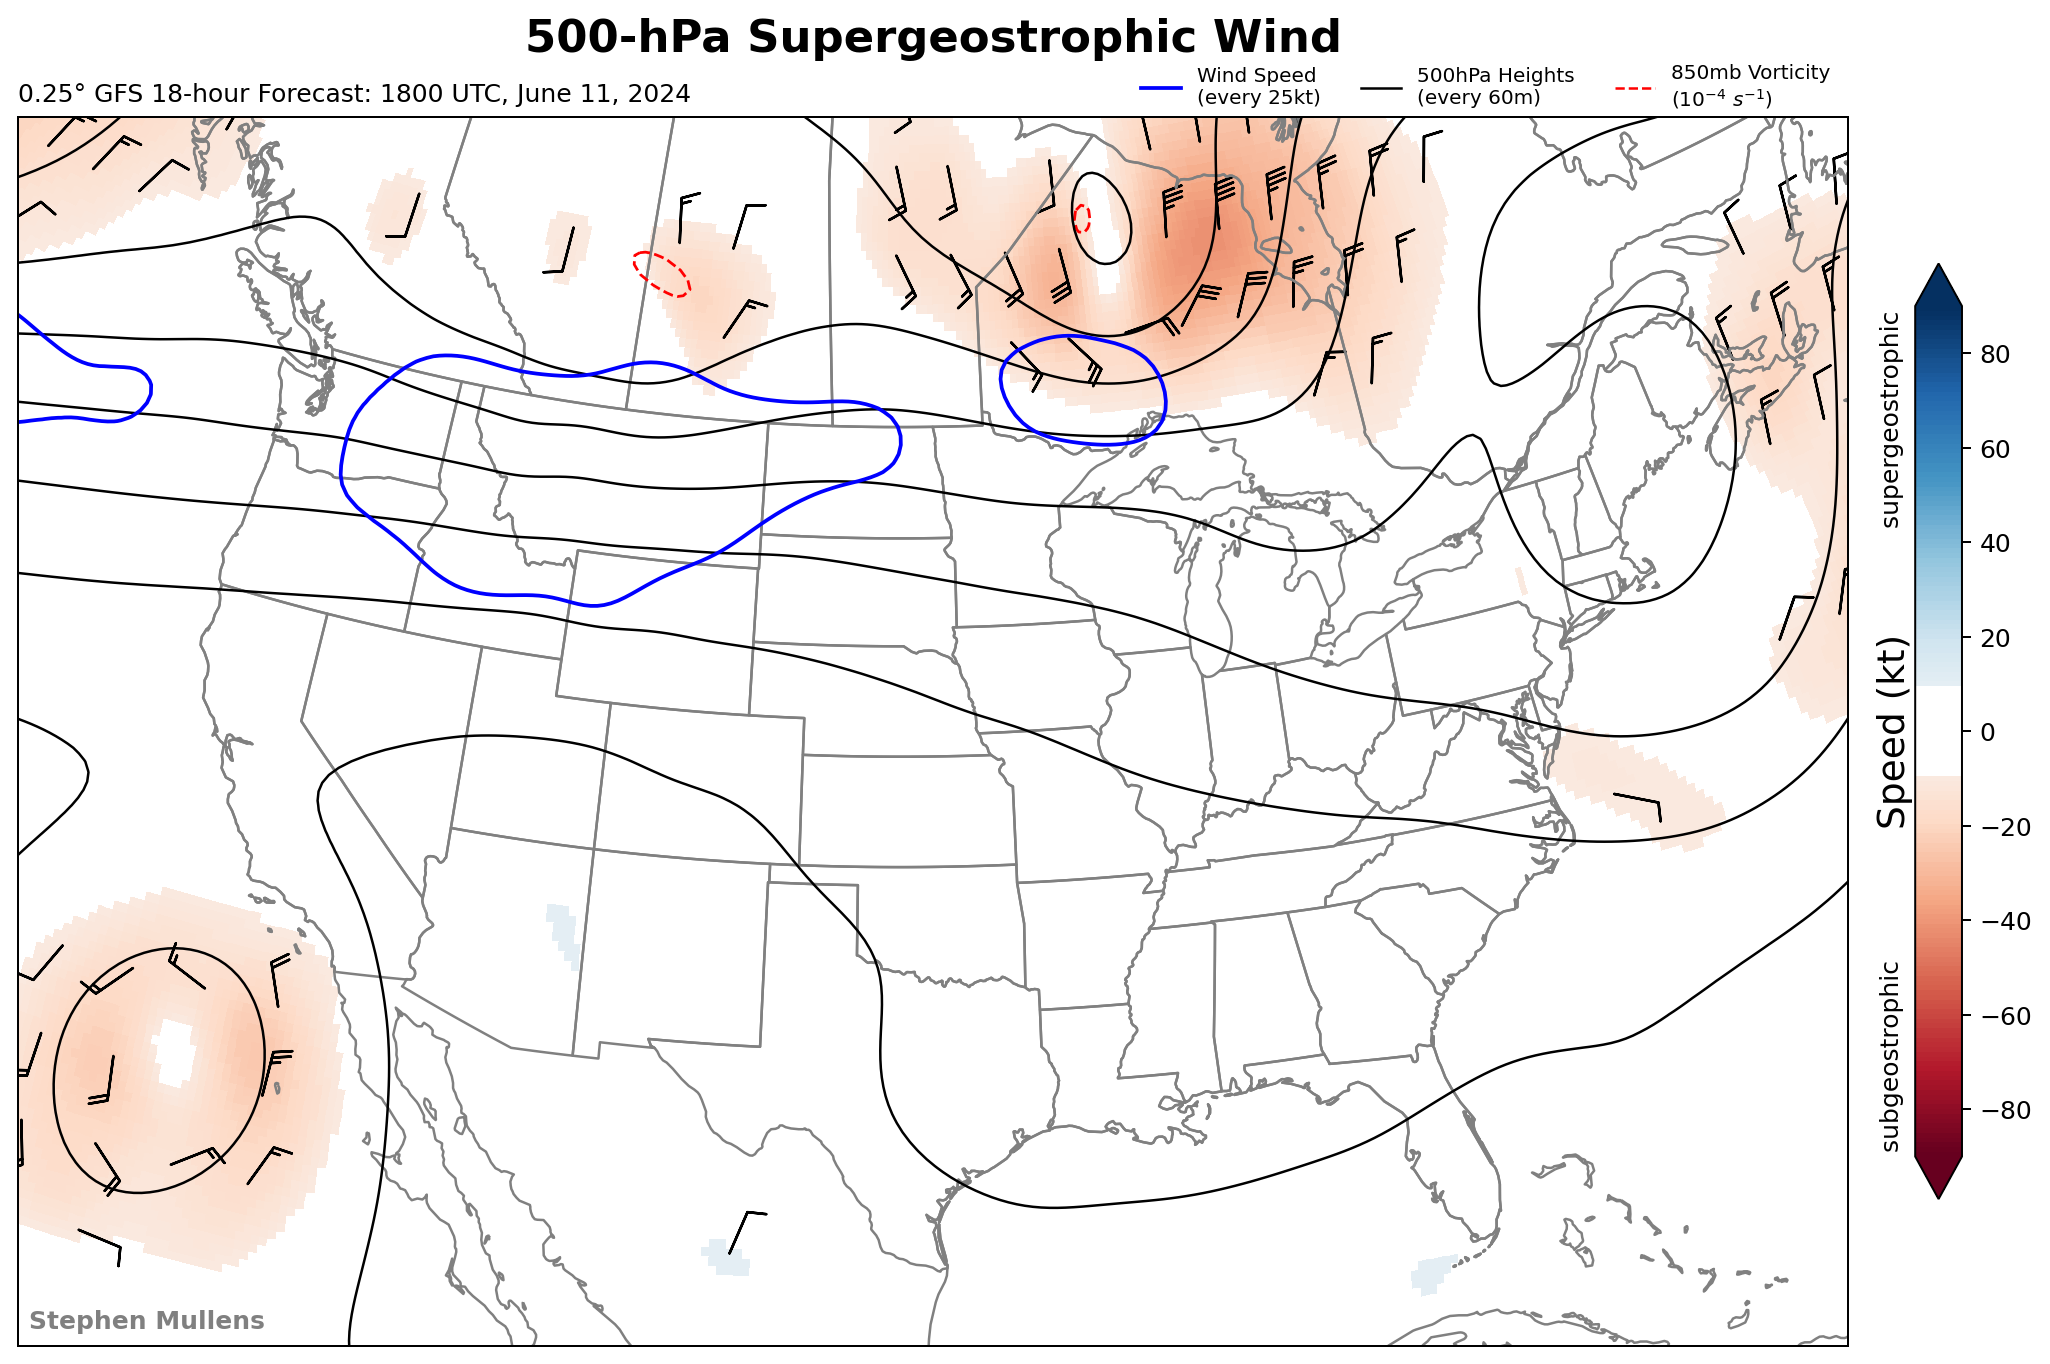 500-hPa Supergeostrophic Wind
0.25° GFS 18-hour Forecast: 1800 UTC, June 11, 2024
Wind Speed
(every 25kt)
500hPa Heights
(every 60m)
850mb Vorticity
(10⁻⁴ s⁻¹)
supergeostrophic
Speed (kt)
subgeostrophic
80
60
40
20
0
−20
−40
−60
−80
Stephen Mullens